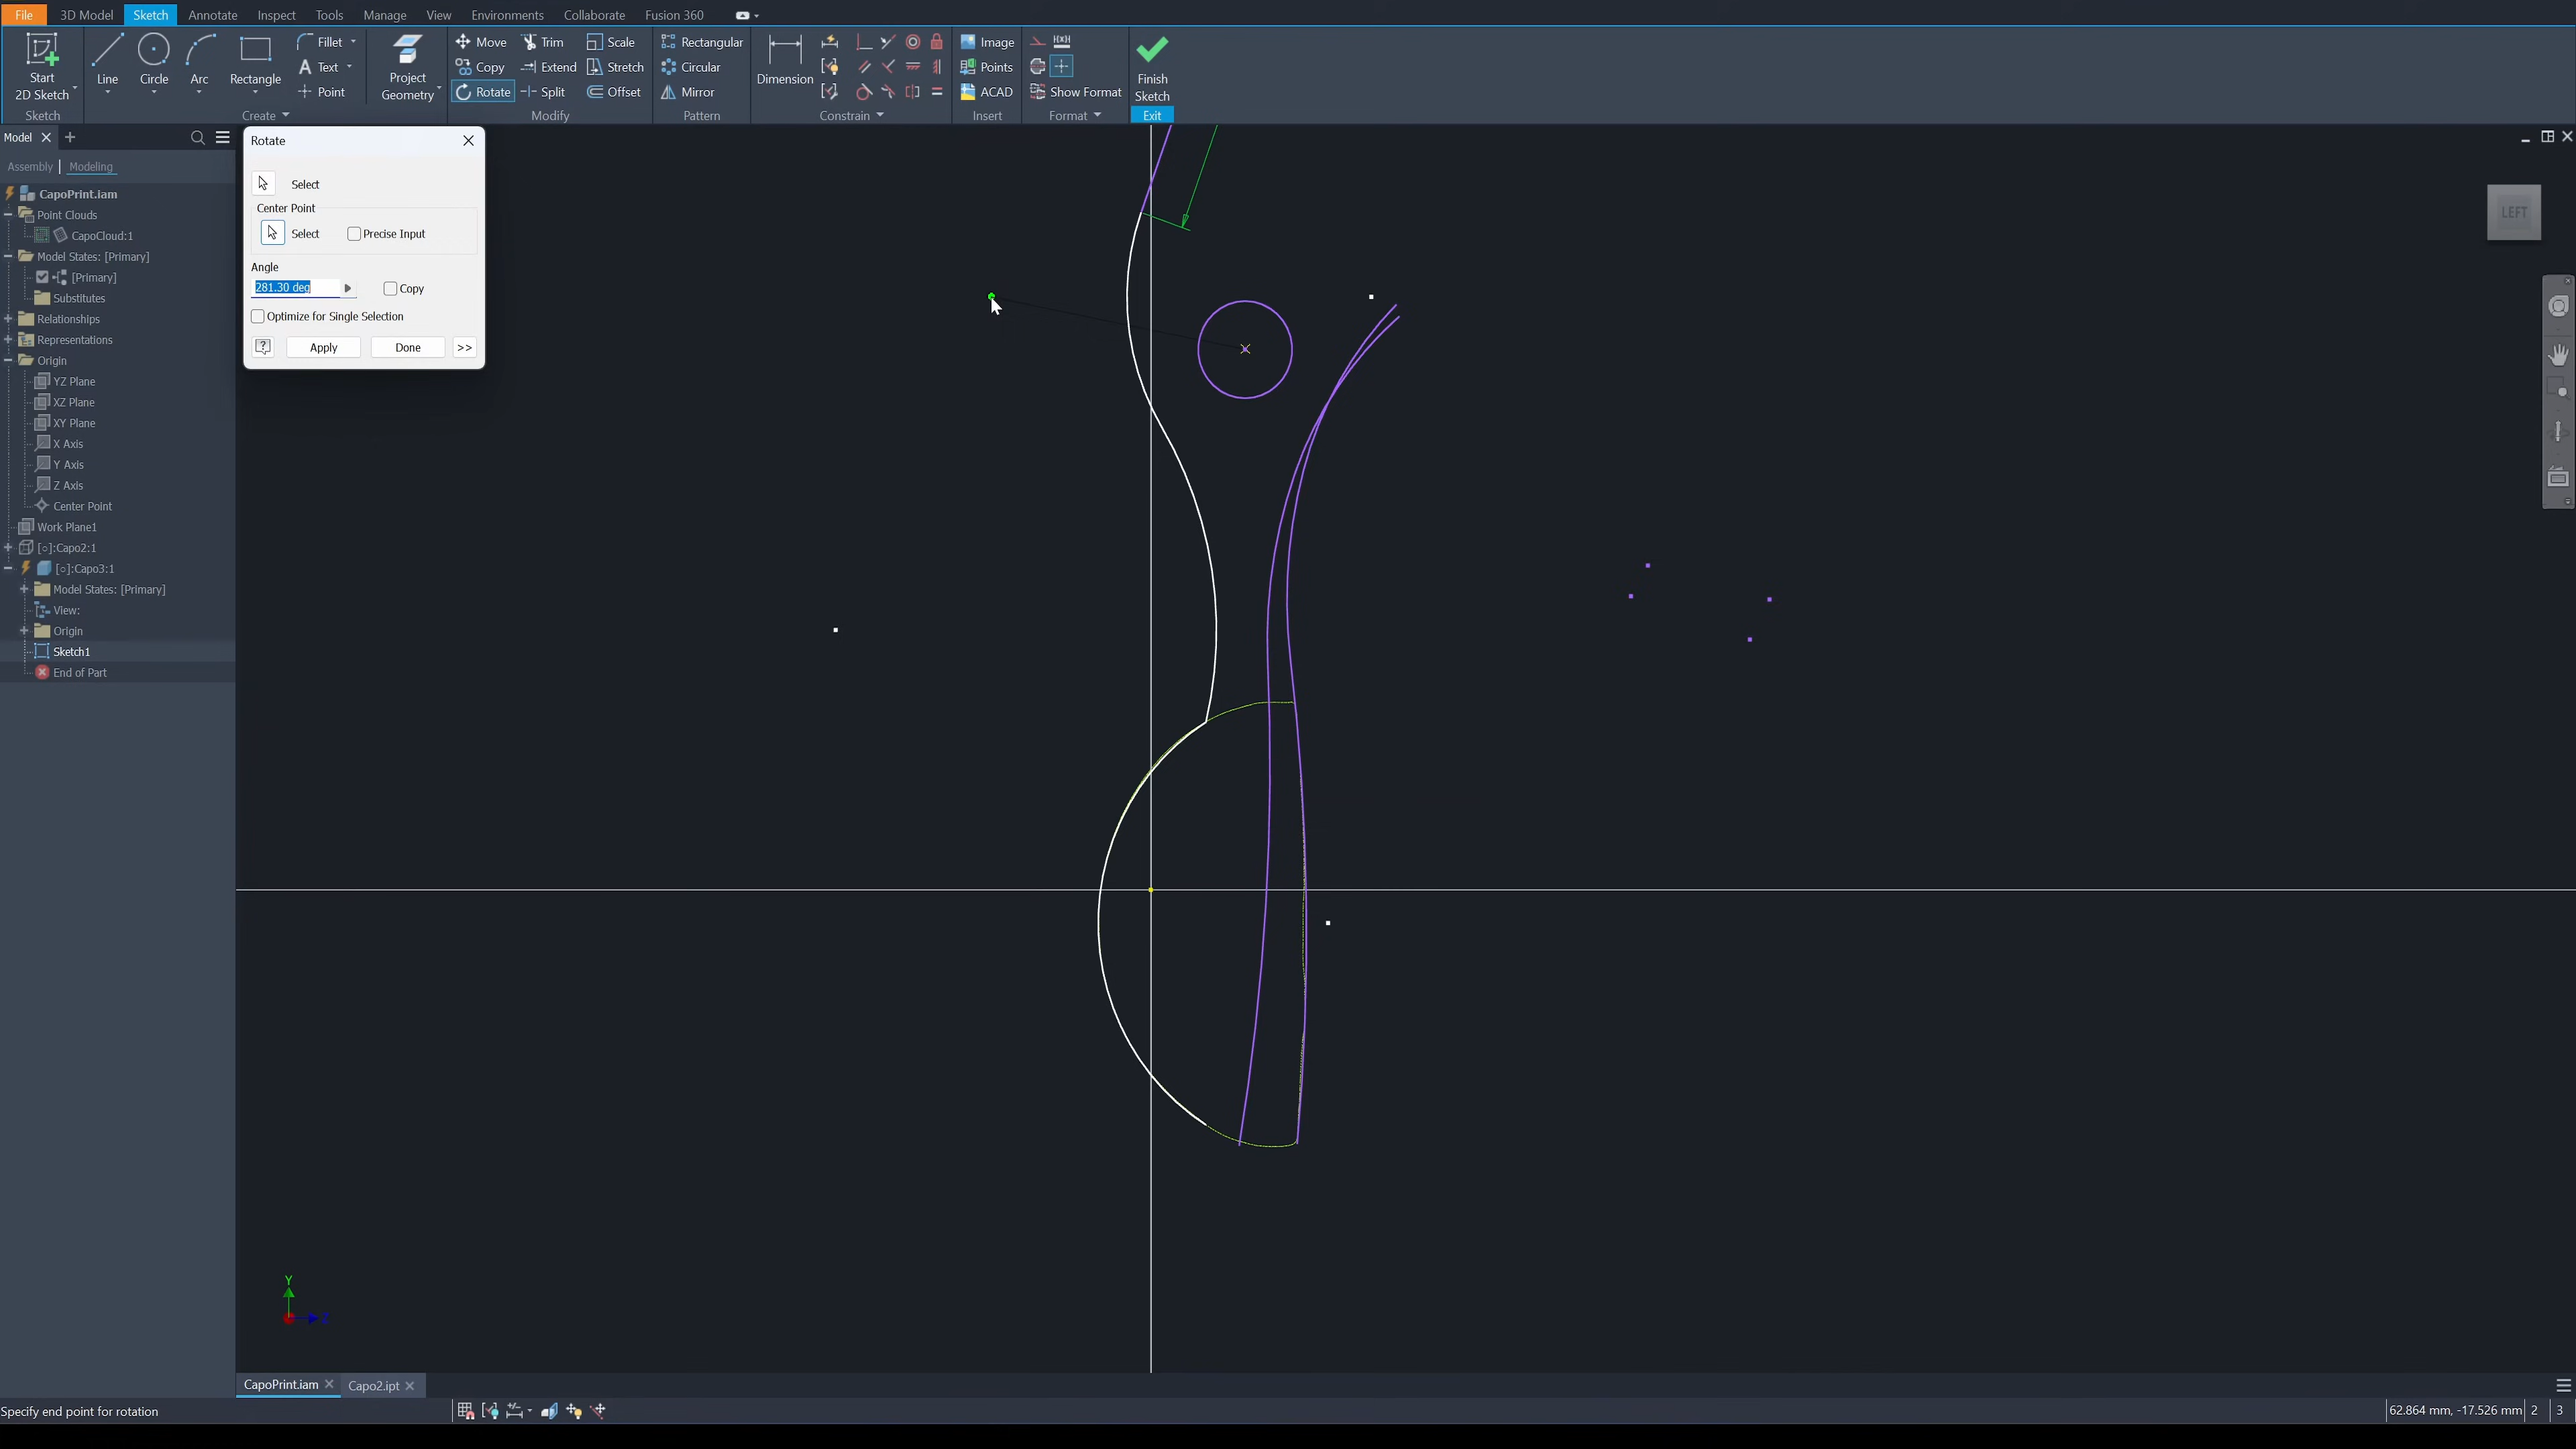 File 3D Model Sketch Annotate Inspect Tools Manage View Environments Collaborate Fusion 360
Start 2D Sketch
Sketch
Line
Circle
Arc
Rectangle
Fillet
Text
Point
Create
Project Geometry
Move
Copy
Rotate
Trim
Extend
Split
Scale
Stretch
Offset
Modify
Rectangular
Circular
Mirror
Pattern
Dimension
Constrain
Image
Points
ACAD
Insert
Show Format
Format
Finish Sketch
Exit
Model
Assembly | Modeling
CapoPrint.iam
Point Clouds
CapoCloud:1
Model States: [Primary]
[Primary]
Substitutes
Relationships
Representations
Origin
YZ Plane
XZ Plane
XY Plane
X Axis
Y Axis
Z Axis
Center Point
Work Plane1
[○]:Capo2:1
[○]:Capo3:1
Model States: [Primary]
View:
Origin
Sketch1
End of Part
Rotate
Select
Center Point
Select
Precise Input
Angle
281.30 deg
Copy
Optimize for Single Selection
Apply
Done
>>
LEFT
Y
Z
CapoPrint.iam
Capo2.ipt
Specify end point for rotation
62.864 mm, -17.526 mm 2 3